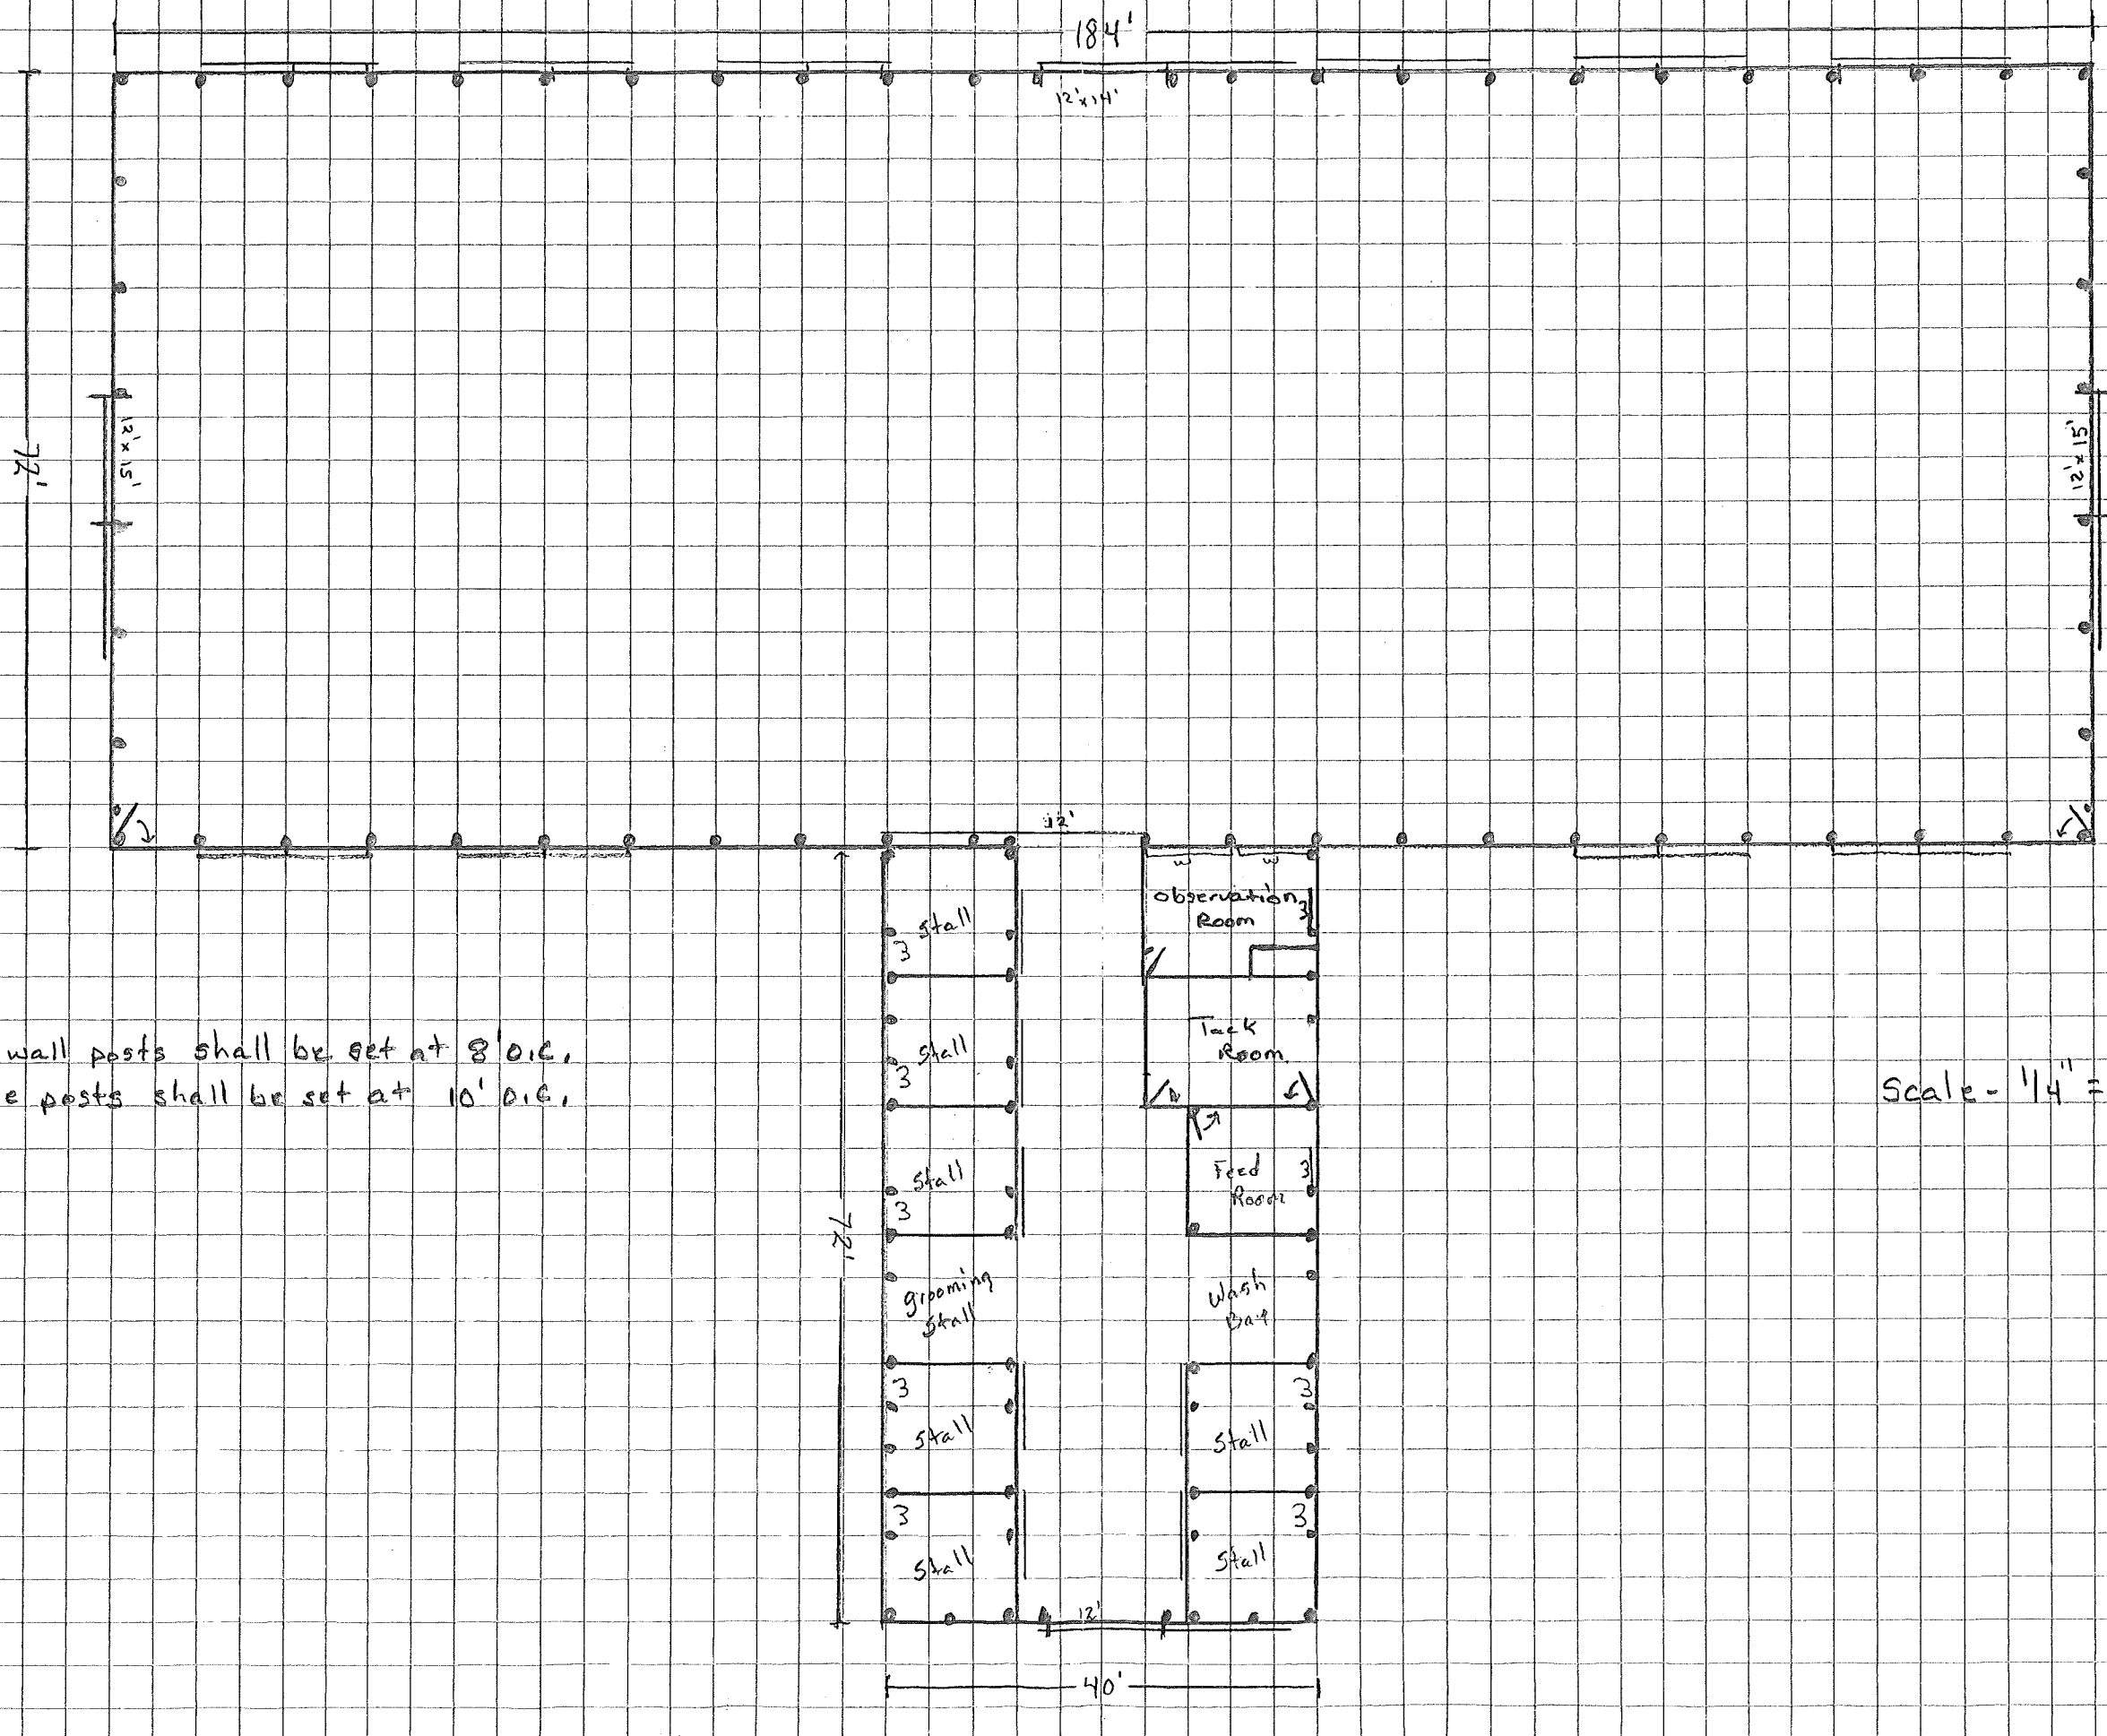 184'
12'x14'
72'
12'x15'
12'x15'
12'
w
w
Observation
Room
3
Stall
3
wall posts shall be set at 8' O.C.
e posts shall be set at 10' O.C.
Tack
Room
Stall
3
Scale - 1/4" =
Stall
3
Feed
Room
3
72'
grooming
Stall
Wash
Bay
3
Stall
3
Stall
3
Stall
3
Stall
12'
40'